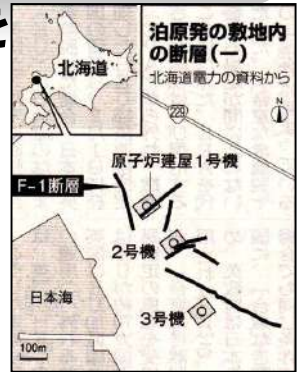 を
泊原発の敷地内
の断層(━)
北海道電力の資料から
北海道
229
N
原子炉建屋1号機
F-1断層
2号機
日本海
3号機
100m